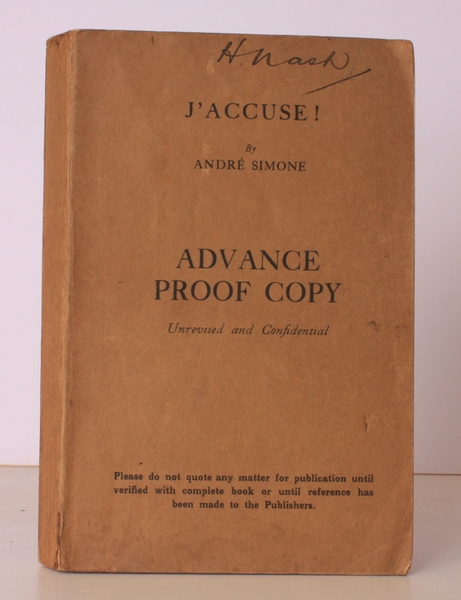 H. Nash
J'ACCUSE!
By
ANDRÉ SIMONE
ADVANCE
PROOF COPY
Unrevised and Confidential
Please do not quote any matter for publication until
verified with complete book or until reference has
been made to the Publishers.